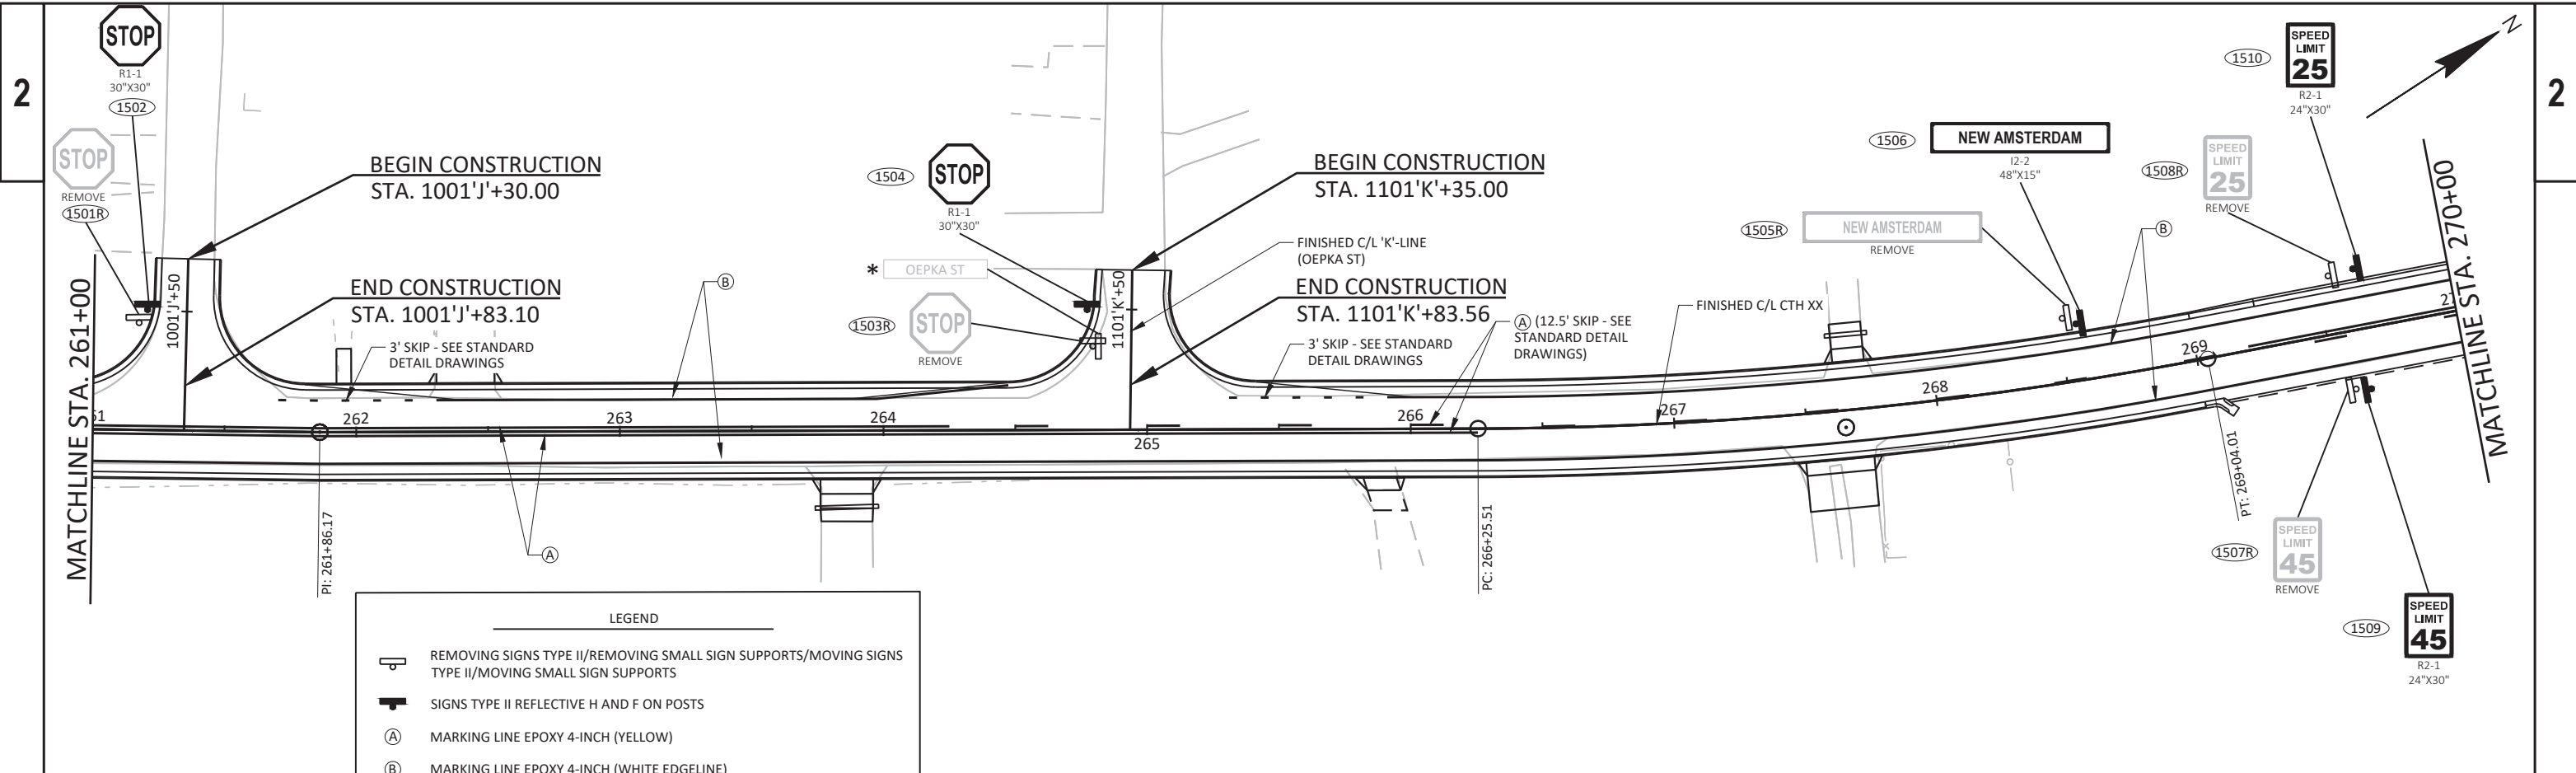 2
STOP
R1-1
30"X30"
1502
STOP
REMOVE
1501R
BEGIN CONSTRUCTION
STA. 1001'J'+30.00
END CONSTRUCTION
STA. 1001'J'+83.10
1001'J'+50
3' SKIP - SEE STANDARD
DETAIL DRAWINGS
MATCHLINE STA. 261+00
B
1504
STOP
R1-1
30"X30"
* OEPKA ST
1503R
STOP
REMOVE
BEGIN CONSTRUCTION
STA. 1101'K'+35.00
FINISHED C/L 'K'-LINE
(OEPKA ST)
END CONSTRUCTION
STA. 1101'K'+83.56
1101'K'+50
3' SKIP - SEE STANDARD
DETAIL DRAWINGS
A (12.5' SKIP - SEE
STANDARD DETAIL
DRAWINGS)
FINISHED C/L CTH XX
1506
NEW AMSTERDAM
I2-2
48"X15"
1505R
NEW AMSTERDAM
REMOVE
1508R
SPEED
LIMIT
25
REMOVE
B
1510
SPEED
LIMIT
25
R2-1
24"X30"
N
2
MATCHLINE STA. 270+00
262
263
264
265
266
267
268
269
PI: 261+86.17
A
PC: 266+25.51
PT: 269+04.01
1507R
SPEED
LIMIT
45
REMOVE
1509
SPEED
LIMIT
45
R2-1
24"X30"
LEGEND
REMOVING SIGNS TYPE II/REMOVING SMALL SIGN SUPPORTS/MOVING SIGNS
TYPE II/MOVING SMALL SIGN SUPPORTS
SIGNS TYPE II REFLECTIVE H AND F ON POSTS
A MARKING LINE EPOXY 4-INCH (YELLOW)
B MARKING LINE EPOXY 4-INCH (WHITE EDGELINE)